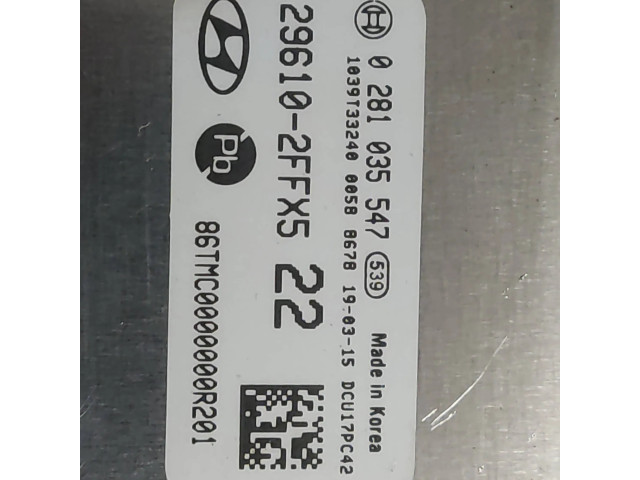 0 281 035 547 539 Made in Korea
1039T33240 0058 8678 19-03-15 DCU17PC42
29610-2FFX5 22
Pb
86TMC0000000R201